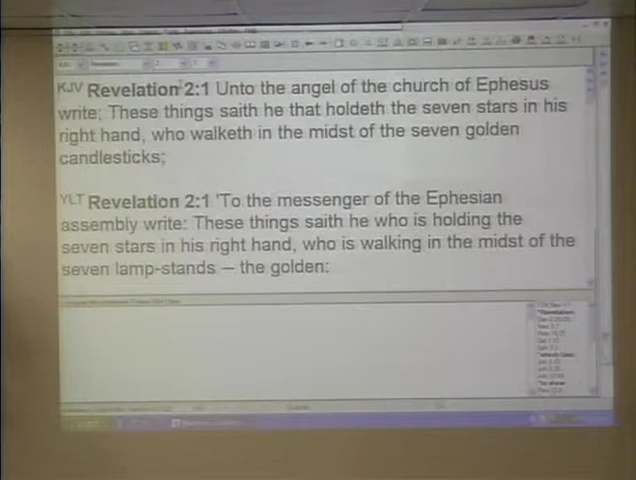 KJV Revelation 2:1 Unto the angel of the church of Ephesus
write; These things saith he that holdeth the seven stars in his
right hand, who walketh in the midst of the seven golden
candlesticks;
YLT Revelation 2:1 'To the messenger of the Ephesian
assembly write: These things saith he who is holding the
seven stars in his right hand, who is walking in the midst of the
seven lamp-stands — the golden: